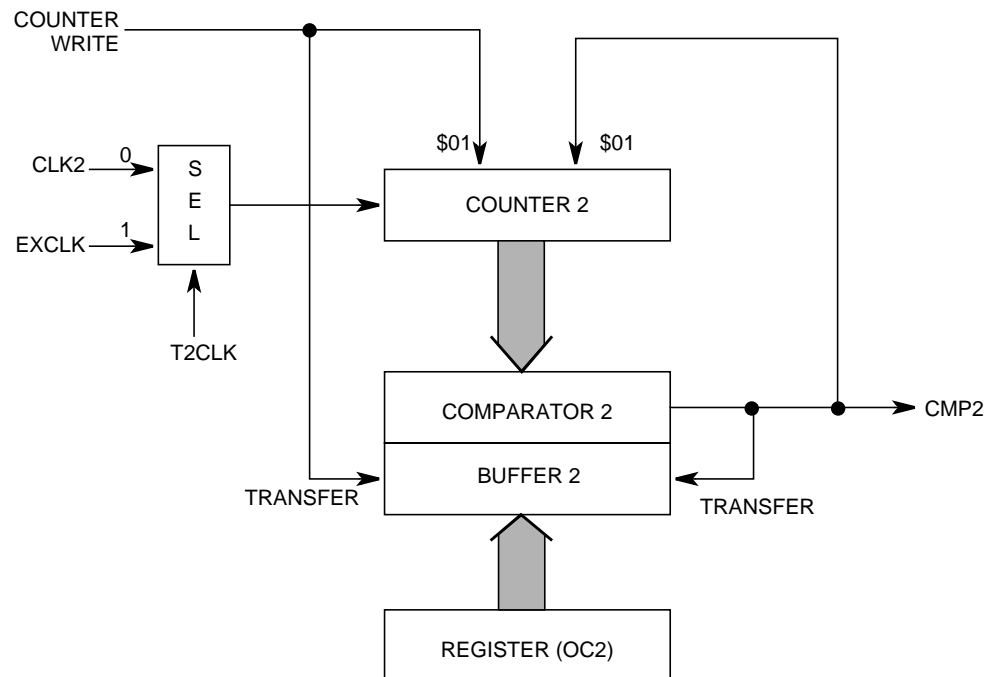 COUNTER
WRITE
$01
$01
CLK2
0
S
E
L
COUNTER 2
EXCLK
1
T2CLK
COMPARATOR 2
CMP2
BUFFER 2
TRANSFER
TRANSFER
REGISTER (OC2)